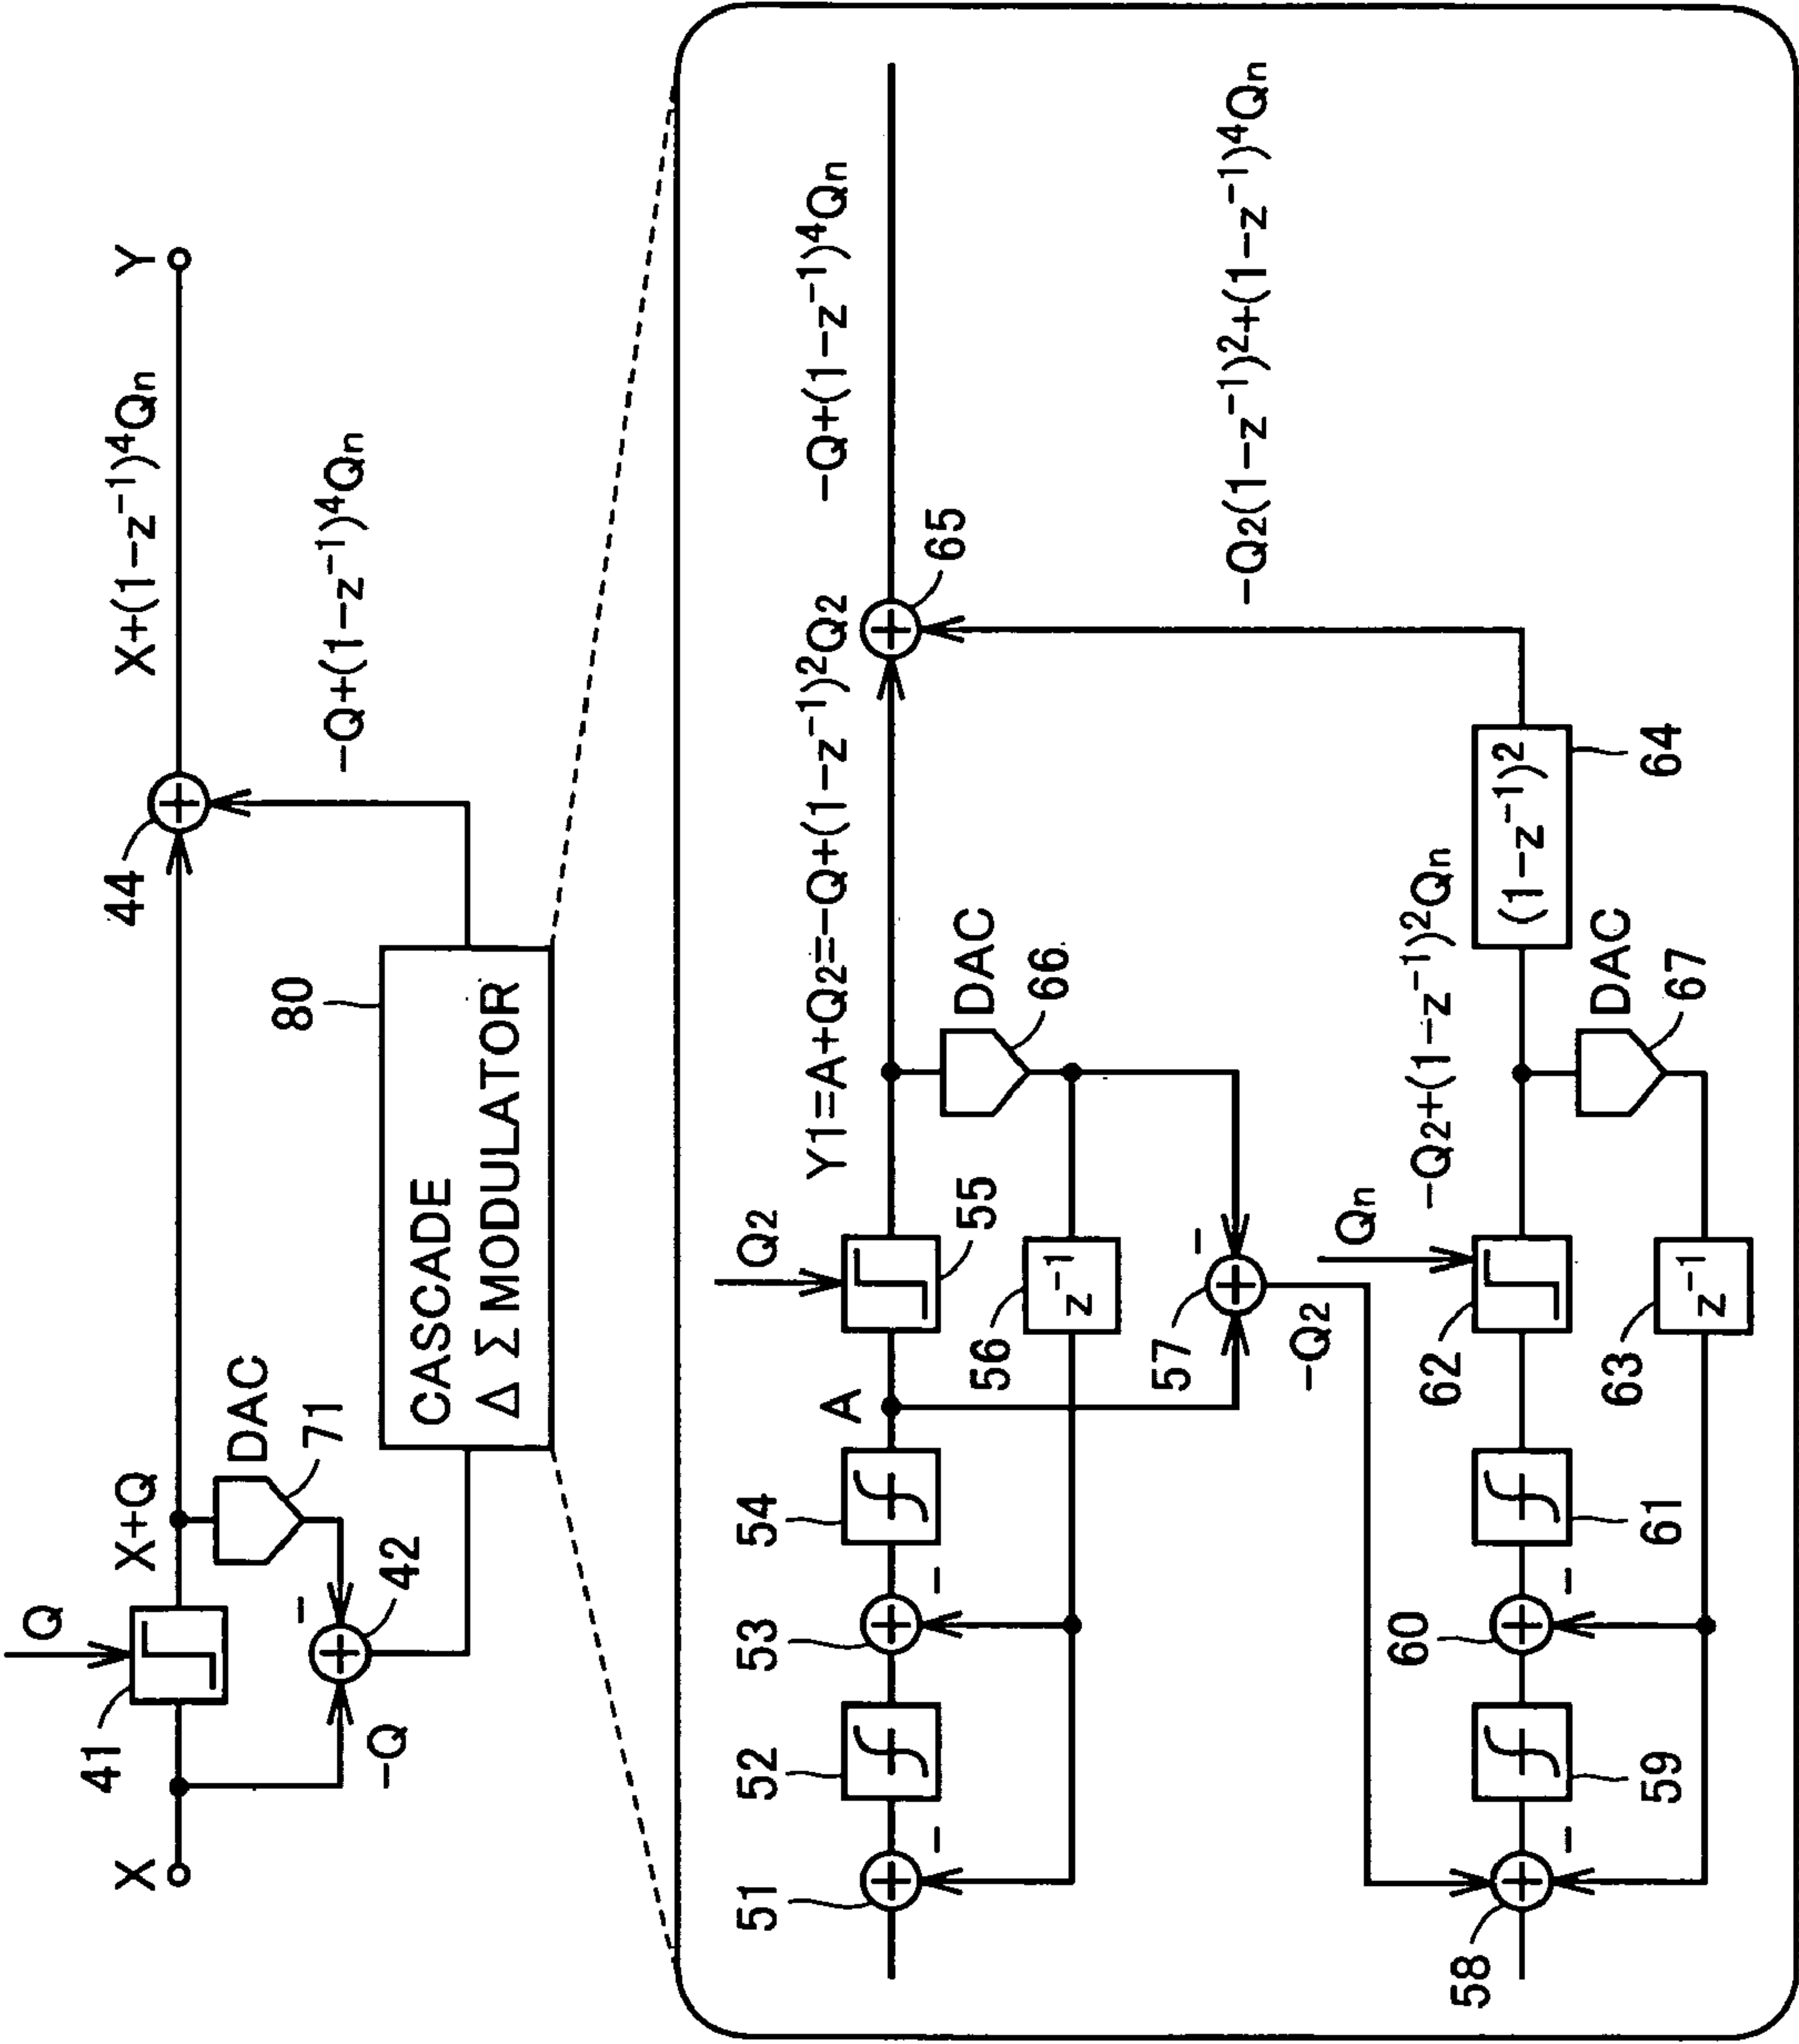 Q
X
X+Q
X+(1-z⁻¹)⁴Qn
Y
41
DAC
44
71
-
-Q
42
80
-Q+(1-z⁻¹)⁴Qn
CASCADE
Δ Σ MODULATOR
Q2
51
52
53
54
A
Y1=A+Q2=-Q+(1-z⁻¹)²Q2
-Q+(1-z⁻¹)⁴Qn
-
-
55
DAC
65
56
z⁻¹
66
57
-
-Q2
Qn
-Q2+(1-z⁻¹)²Qn
-Q2(1-z⁻¹)²+(1-z⁻¹)⁴Qn
58
60
62
(1-z⁻¹)²
-
-
DAC
64
59
61
63
z⁻¹
67